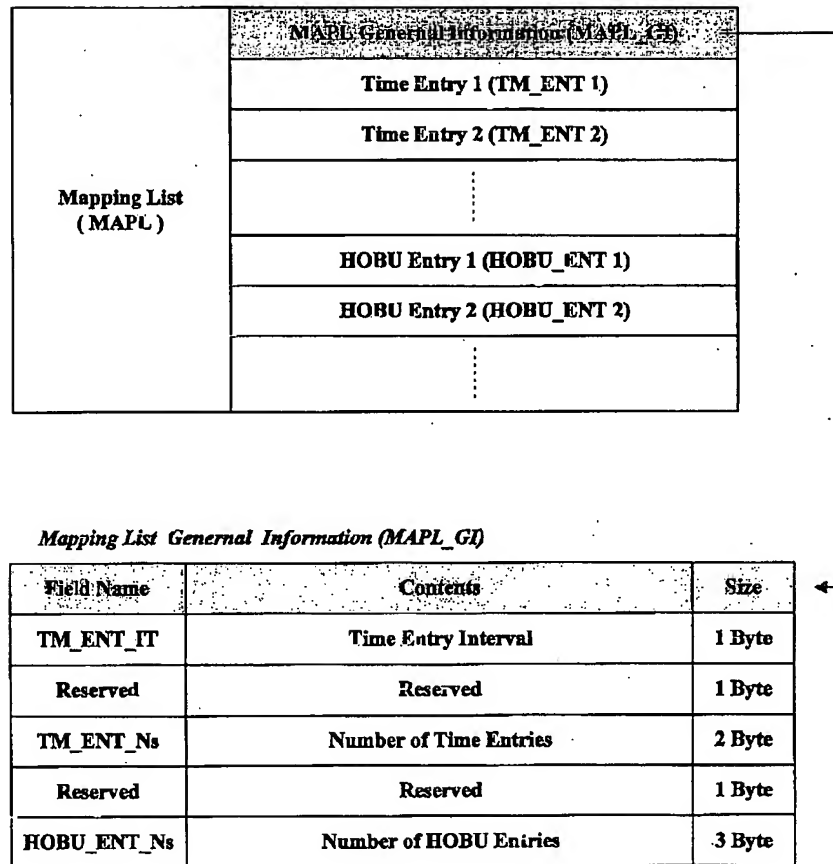 MAPL Genernal Information (MAPL_GI)
Time Entry 1 (TM_ENT 1)
Time Entry 2 (TM_ENT 2)
Mapping List
( MAPL )
HOBU Entry 1 (HOBU_ENT 1)
HOBU Entry 2 (HOBU_ENT 2)
Mapping List Genernal Information (MAPL_GI)
Field Name Contents Size
TM_ENT_IT Time Entry Interval 1 Byte
Reserved Reserved 1 Byte
TM_ENT_Ns Number of Time Entries 2 Byte
Reserved Reserved 1 Byte
HOBU_ENT_Ns Number of HOBU Entries 3 Byte